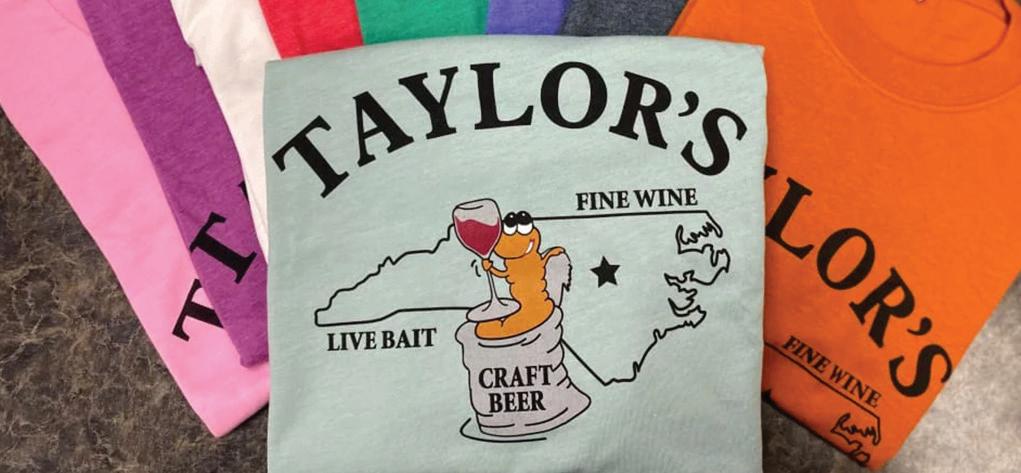 TAYLOR'S
FINE WINE
LIVE BAIT
CRAFT
BEER
T
LOR'S
FINE WINE